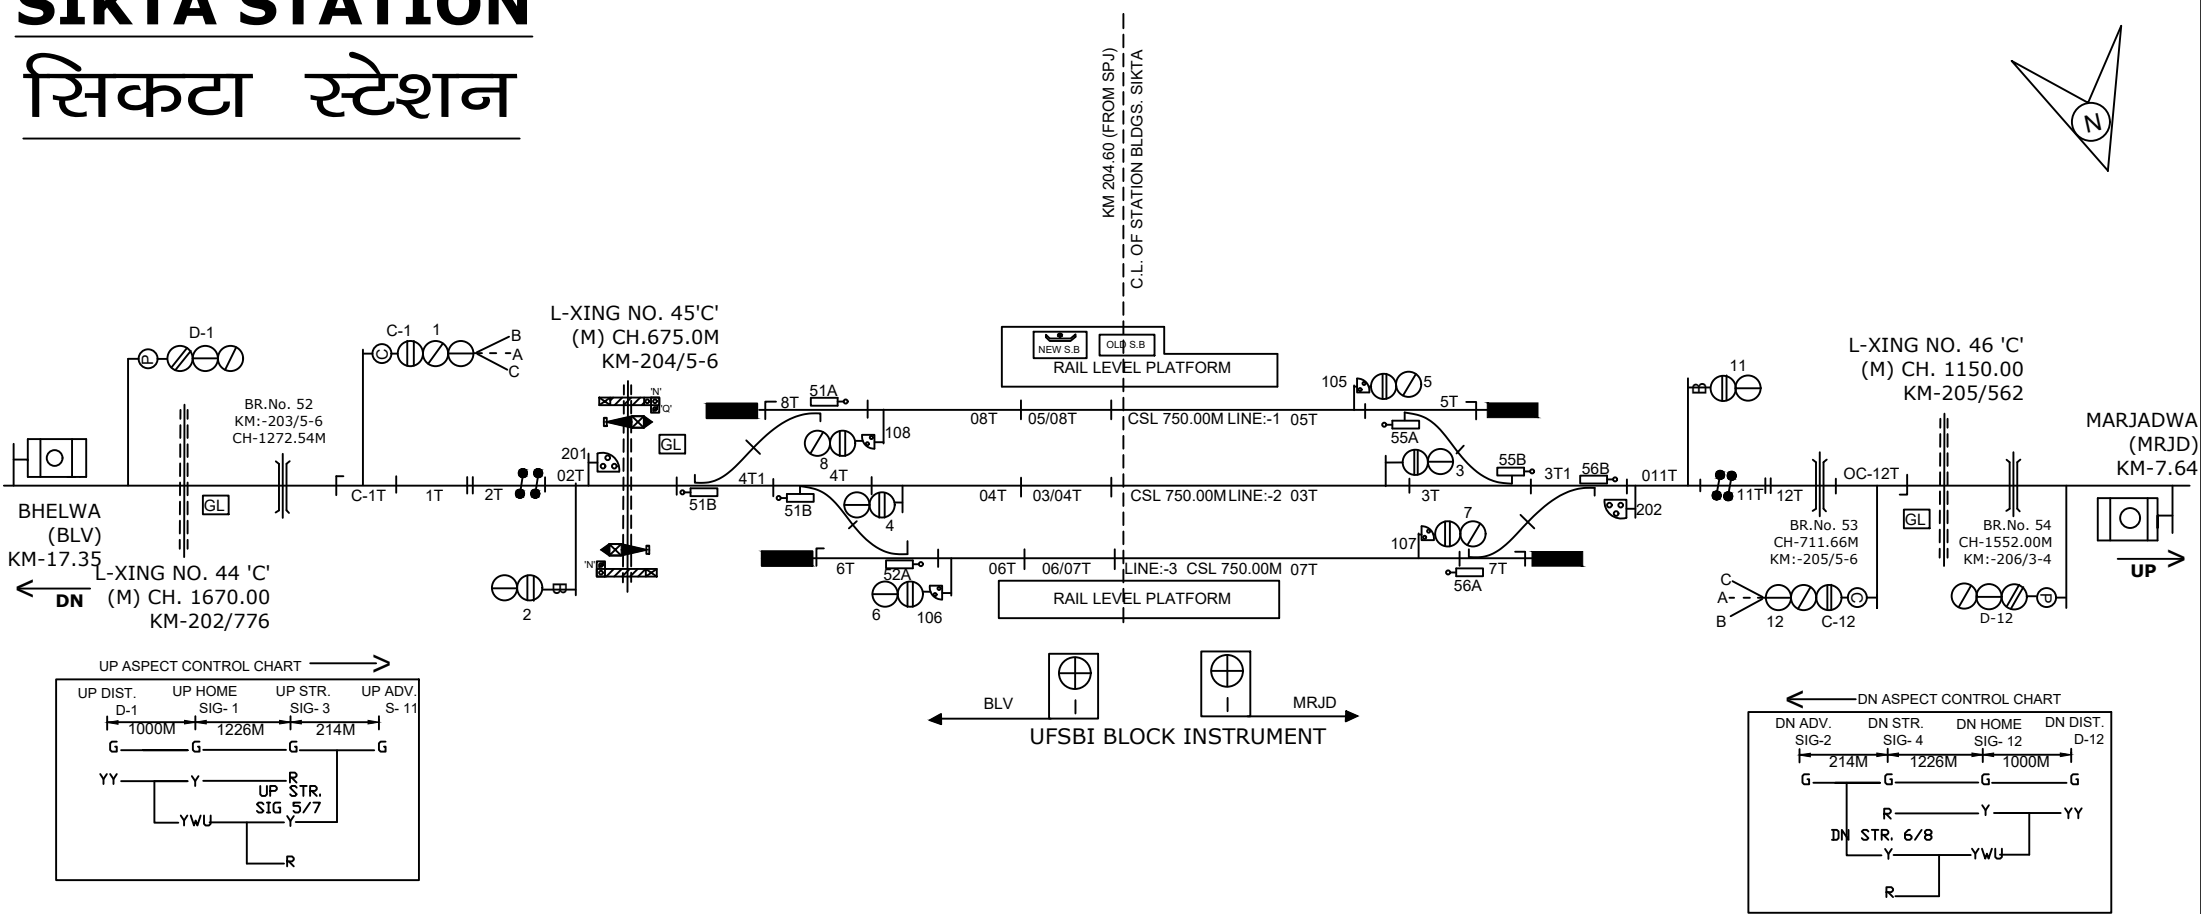 SIKTA STATION
सिकटा स्टेशन
KM 204.60 (FROM SPJ)
C.L. OF STATION BLDGS. SIKTA
N
D-1
P
C-1 1
C
B
A
C
L-XING NO. 45'C'
(M) CH.675.0M
KM-204/5-6
BR.No. 52
KM:-203/5-6
CH-1272.54M
'N'
'Q'
GL
201
02T
GL
C-1T
1T
2T
BHELWA
(BLV)
KM-17.35
DN
L-XING NO. 44 'C'
(M) CH. 1670.00
KM-202/776
'N'
B
2
NEW S.B
OLD S.B
RAIL LEVEL PLATFORM
8T
51A
08T
05/08T
CSL 750.00M LINE:-1 05T
105
5
5T
108
8
55A
4T1
4T
51B
51B
04T
03/04T
CSL 750.00M LINE:-2 03T
3
3T
55B
3T1
56B
011T
4
6T
52A
06T
06/07T
LINE:-3 CSL 750.00M 07T
107
7
56A
7T
202
6
106
RAIL LEVEL PLATFORM
11
B
11T
12T
OC-12T
L-XING NO. 46 'C'
(M) CH. 1150.00
KM-205/562
MARJADWA
(MRJD)
KM-7.64
UP
GL
BR.No. 53
CH-711.66M
KM:-205/5-6
BR.No. 54
CH-1552.00M
KM:-206/3-4
C
A
B
12
C-12
C
P
D-12
BLV
MRJD
UFSBI BLOCK INSTRUMENT
UP ASPECT CONTROL CHART
UP DIST. UP HOME UP STR. UP ADV.
D-1 SIG- 1 SIG- 3 S- 11
1000M 1226M 214M
G G G G
YY Y R
UP STR.
SIG 5/7
YWU Y
R
DN ASPECT CONTROL CHART
DN ADV. DN STR. DN HOME DN DIST.
SIG-2 SIG- 4 SIG- 12 D-12
214M 1226M 1000M
G G G G
R Y YY
DN STR. 6/8
Y YWU
R